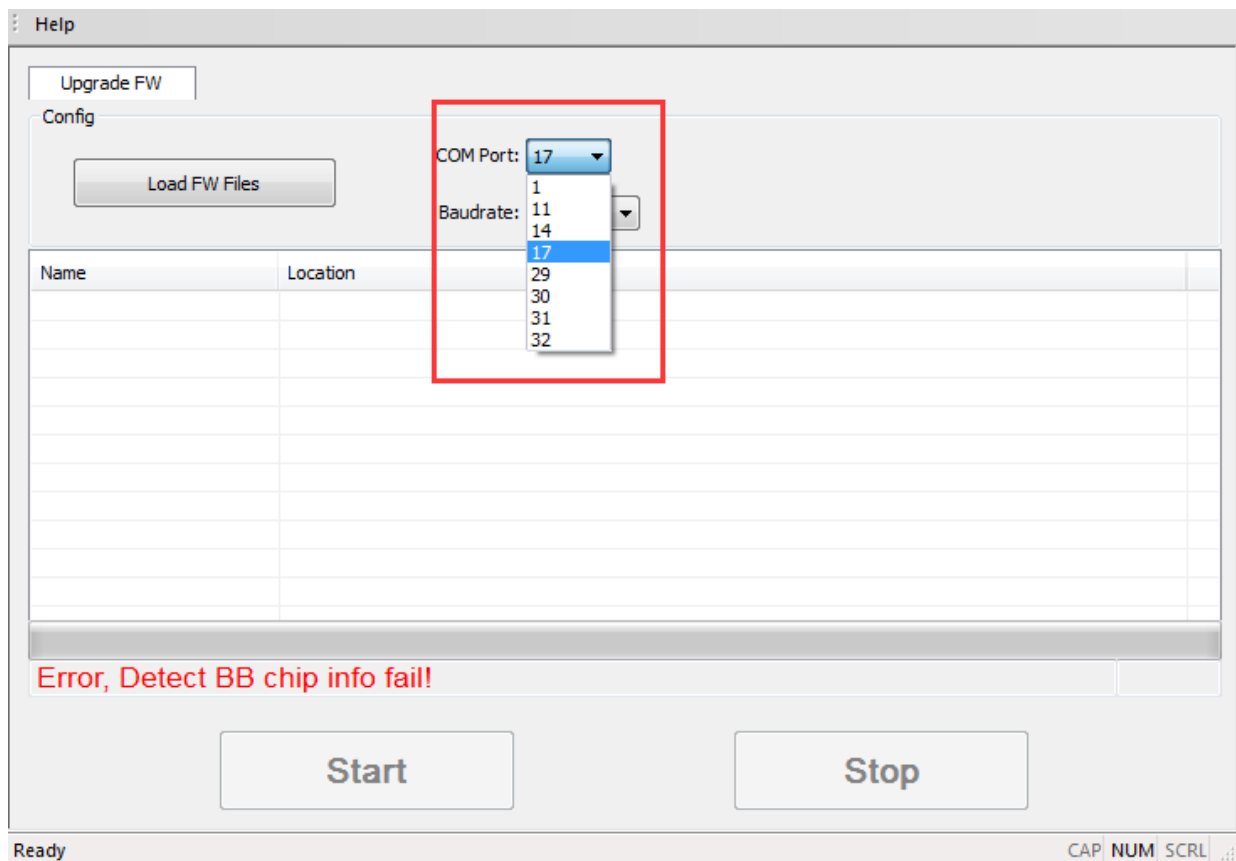 Help
Upgrade FW
Config
Load FW Files
COM Port: 17
1
Baudrate: 11
14
17
29
30
31
32
Name Location
Error, Detect BB chip info fail!
Start Stop
Ready CAP NUM SCRL